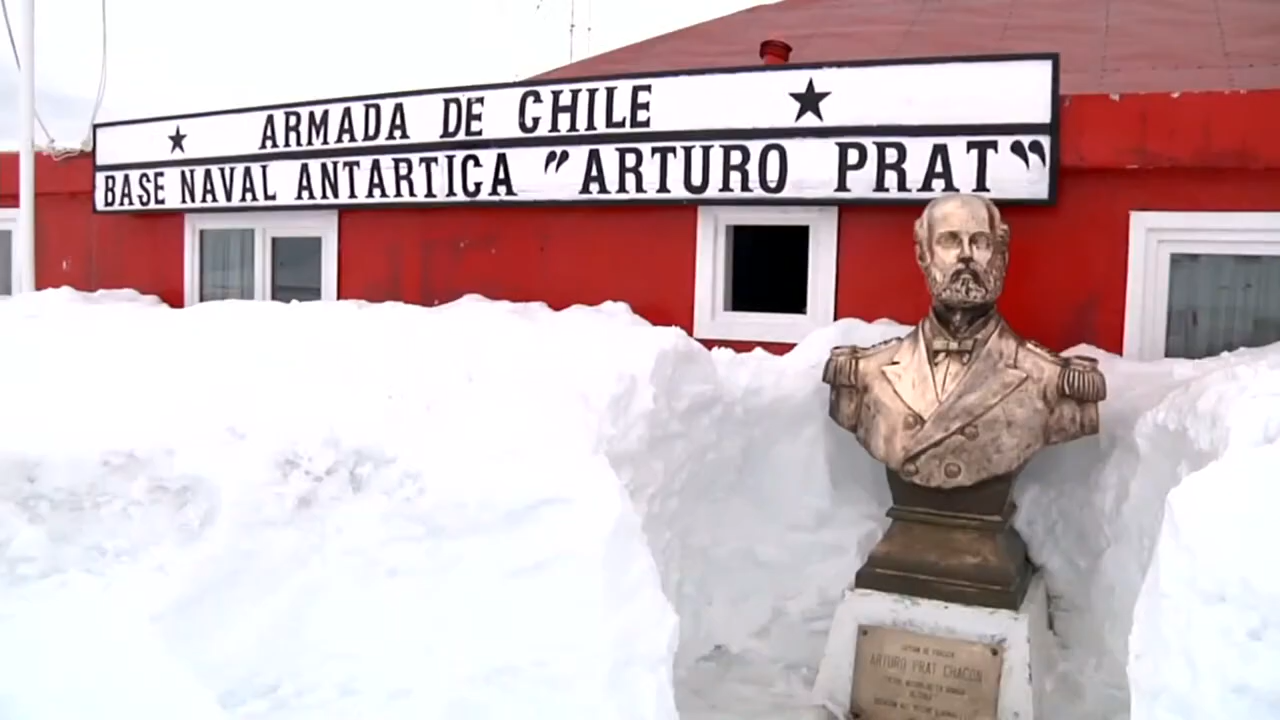 ARMADA DE CHILE
BASE NAVAL ANTARTICA "ARTURO PRAT"
ARTURO PRAT CHACON